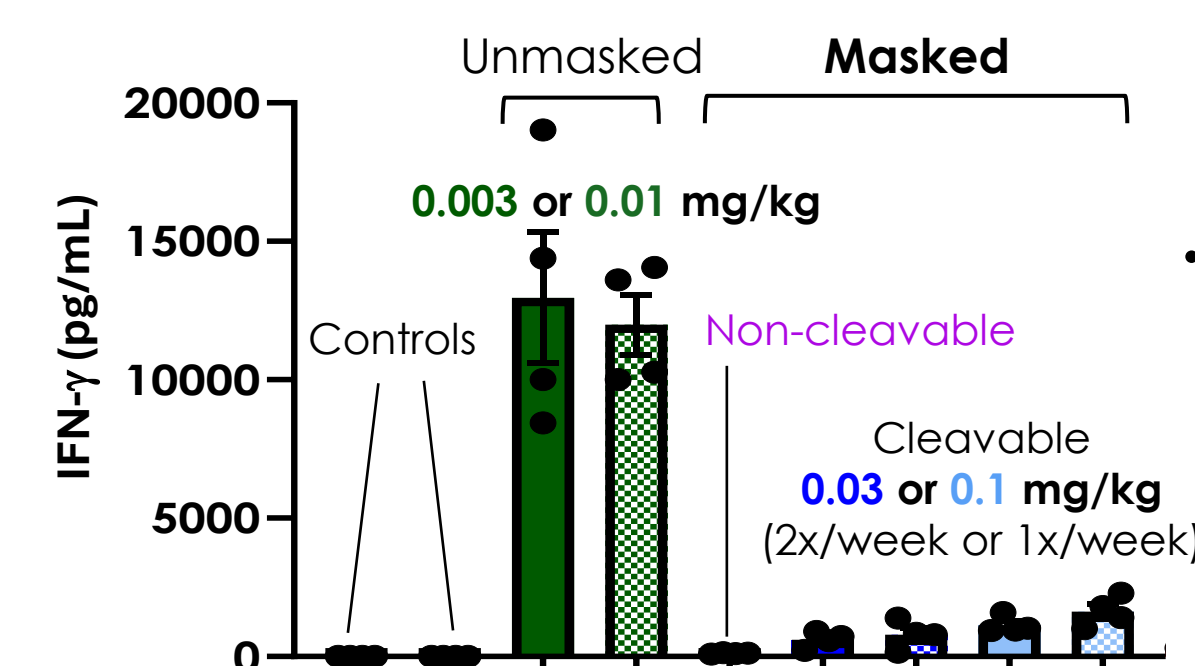 Unmasked
Masked
20000
0.003 or 0.01 mg/kg
15000
Controls
Non-cleavable
IFN-γ (pg/mL)
10000
Cleavable
0.03 or 0.1 mg/kg
5000
(2x/week or 1x/week)
0